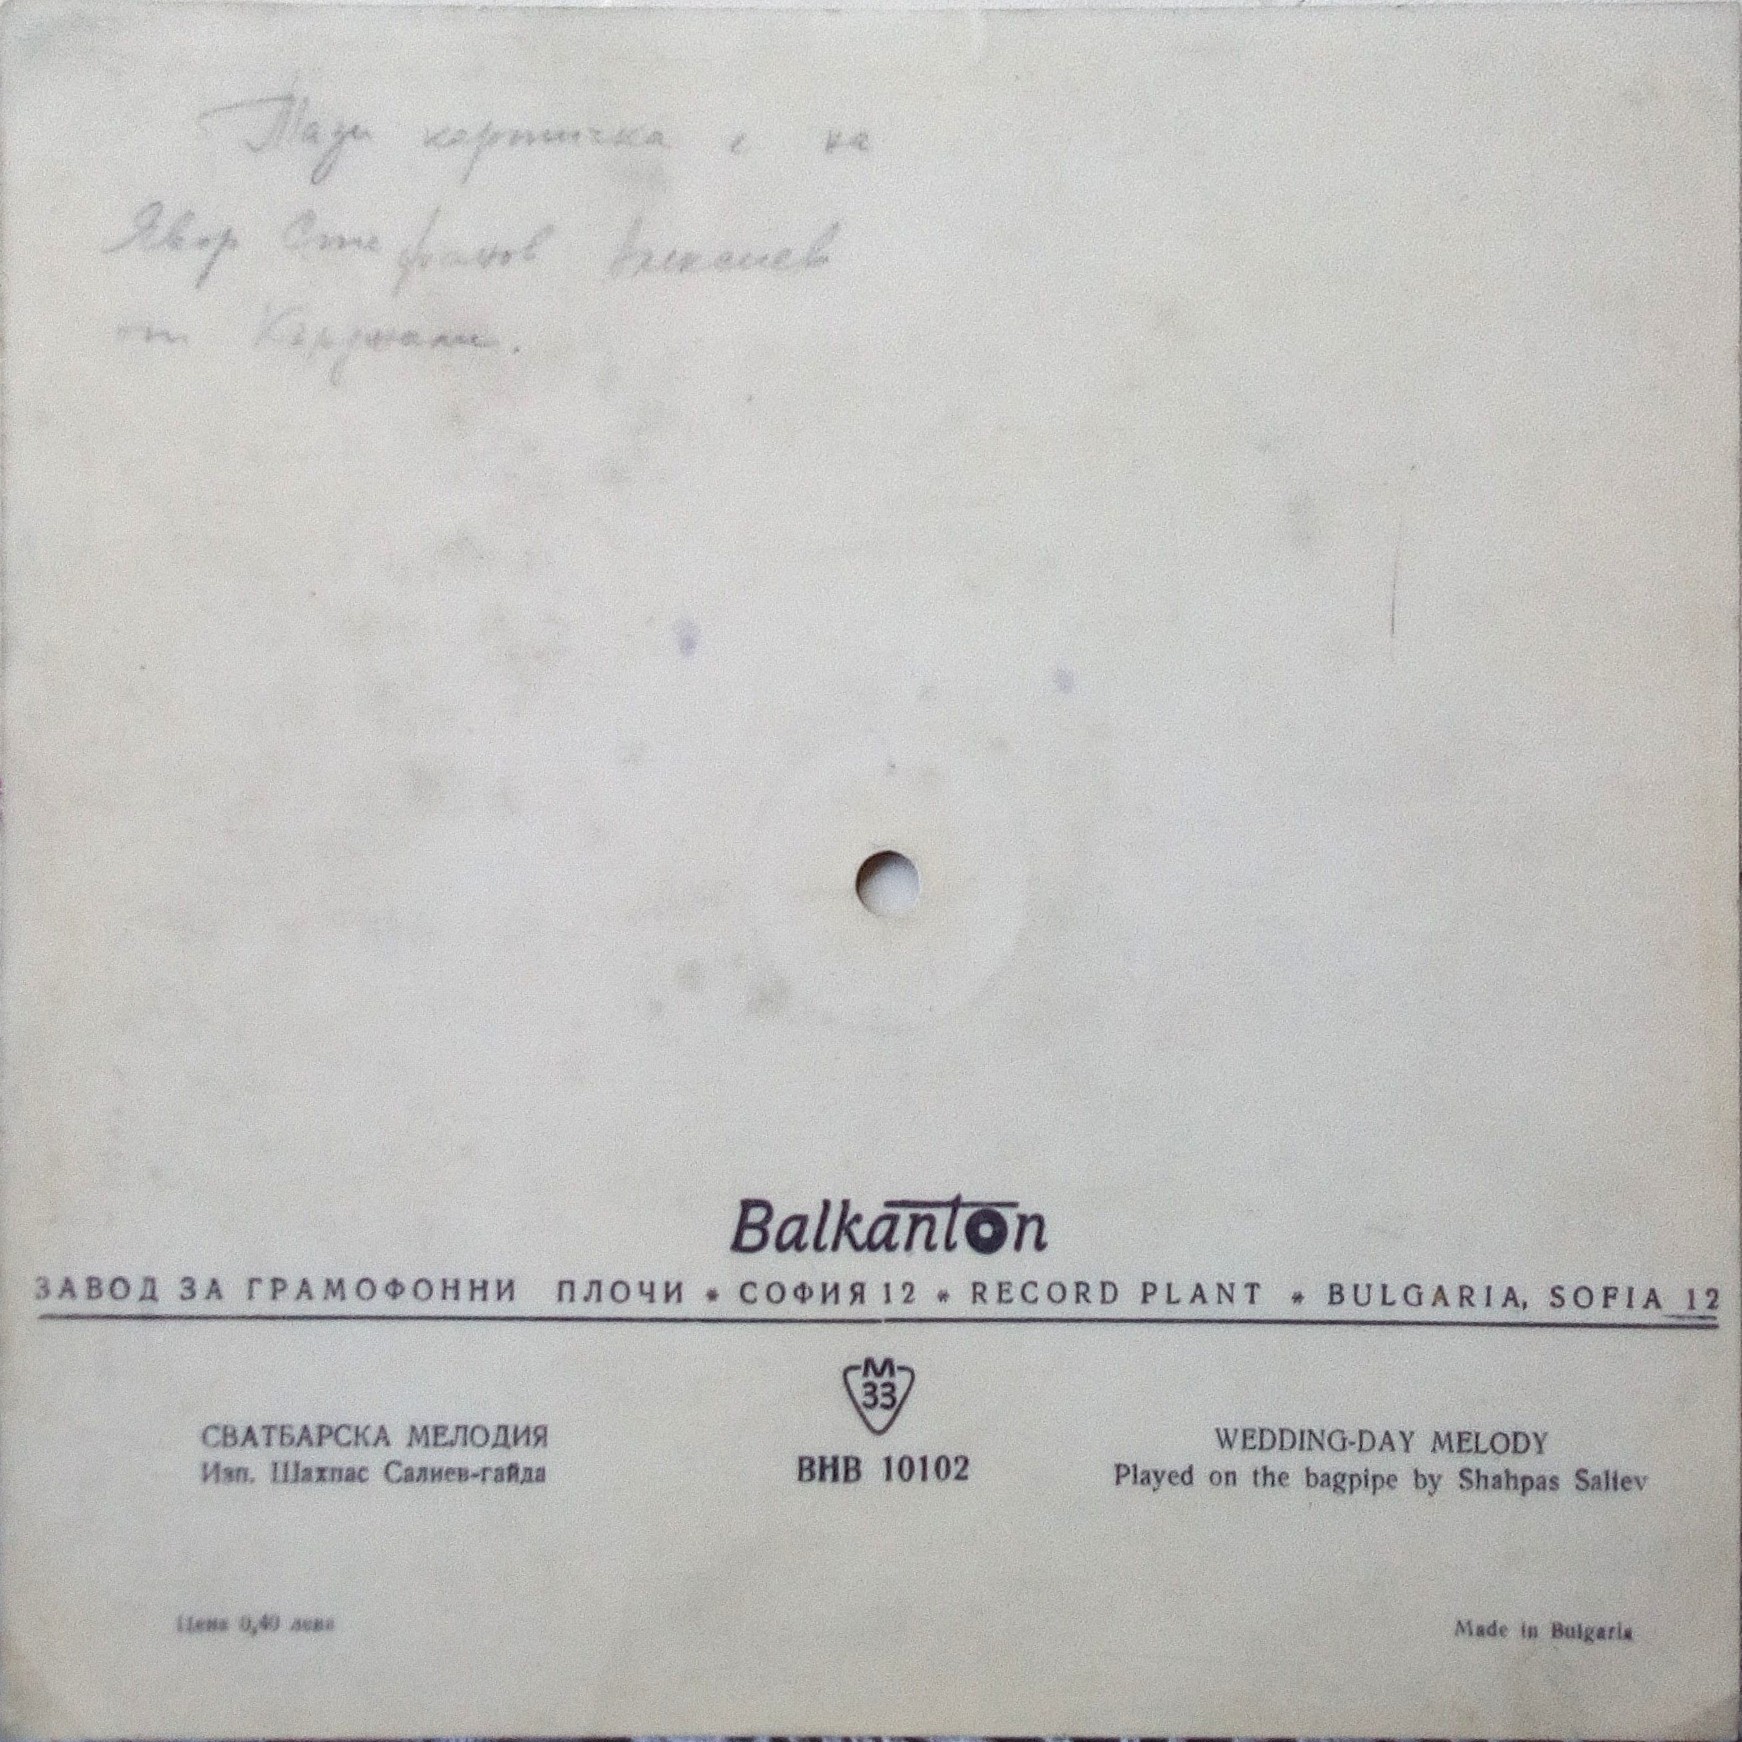 Тази картичка е на
Явор Стефанов
от Кърджали.
Balkanton
ЗАВОД ЗА ГРАМОФОННИ ПЛОЧИ * СОФИЯ 12 * RECORD PLANT * BULGARIA, SOFIA 12
М
33
ВНВ 10102
СВАТБАРСКА МЕЛОДИЯ
Изп. Шахпас Салиев-гайда
WEDDING-DAY MELODY
Played on the bagpipe by Shahpas Saliev
Цена 0,40 лева
Made in Bulgaria